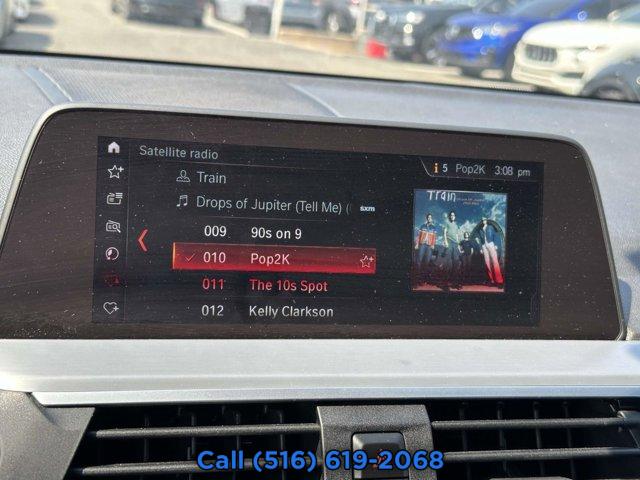 Satellite radio
5 Pop2K 3:08 pm
Train
Drops of Jupiter (Tell Me) ( sxm
Train
009 90s on 9
010 Pop2K
011 The 10s Spot
012 Kelly Clarkson
Call (516) 619-2068